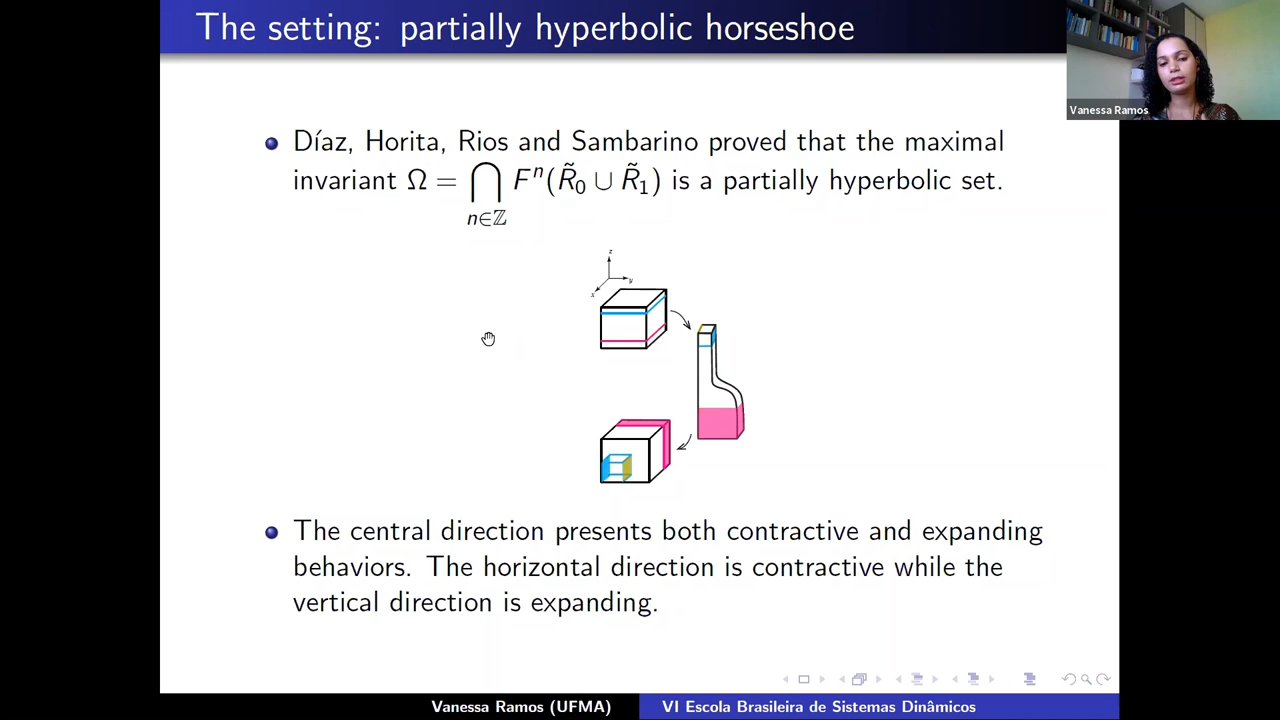 The setting: partially hyperbolic horseshoe
Vanessa Ramos
Díaz, Horita, Rios and Sambarino proved that the maximal
invariant Ω = ⋂ Fⁿ(R̃₀ ∪ R̃₁) is a partially hyperbolic set.
n∈ℤ
z
y
x
The central direction presents both contractive and expanding
behaviors. The horizontal direction is contractive while the
vertical direction is expanding.
Vanessa Ramos (UFMA)
VI Escola Brasileira de Sistemas Dinâmicos